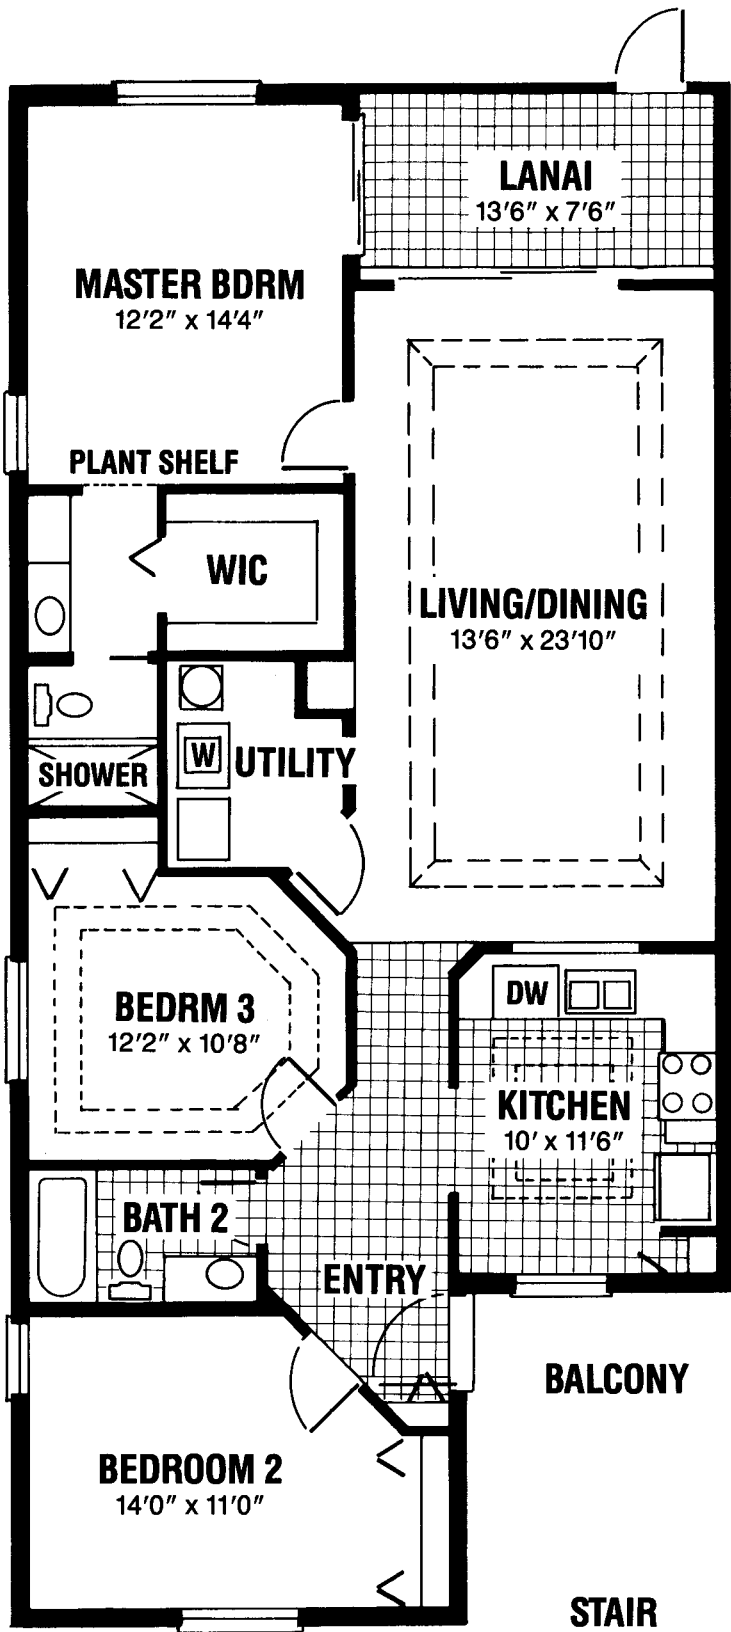 LANAI
13'6" x 7'6"
MASTER BDRM
12'2" x 14'4"
PLANT SHELF
WIC
LIVING/DINING
13'6" x 23'10"
W
UTILITY
SHOWER
BEDRM 3
12'2" x 10'8"
DW
KITCHEN
10' x 11'6"
BATH 2
ENTRY
BALCONY
BEDROOM 2
14'0" x 11'0"
STAIR